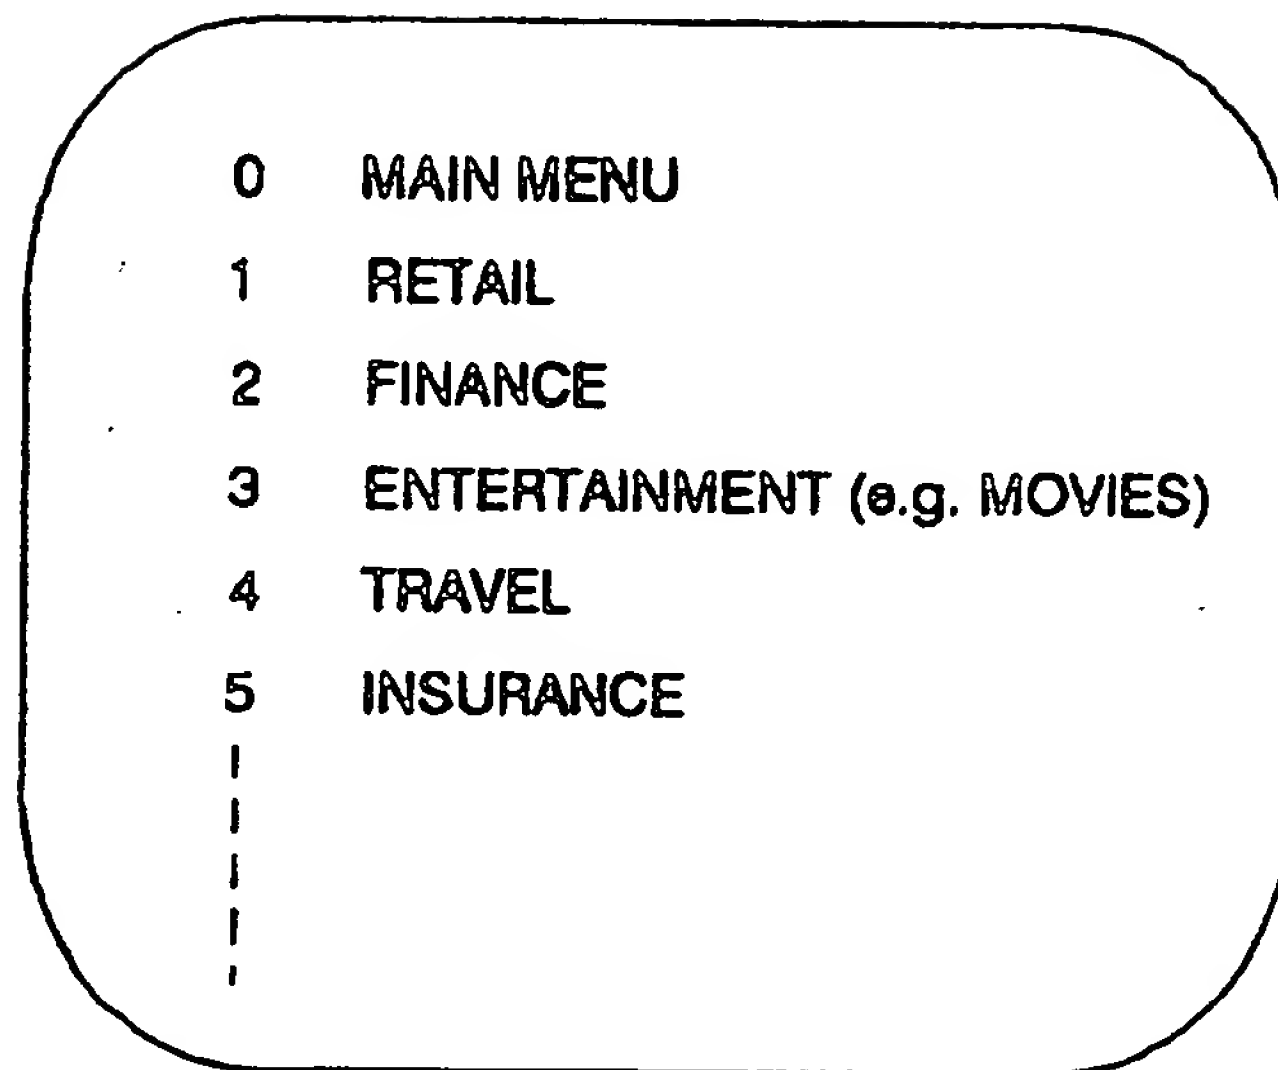 0 MAIN MENU
1 RETAIL
2 FINANCE
3 ENTERTAINMENT (e.g. MOVIES)
4 TRAVEL
5 INSURANCE